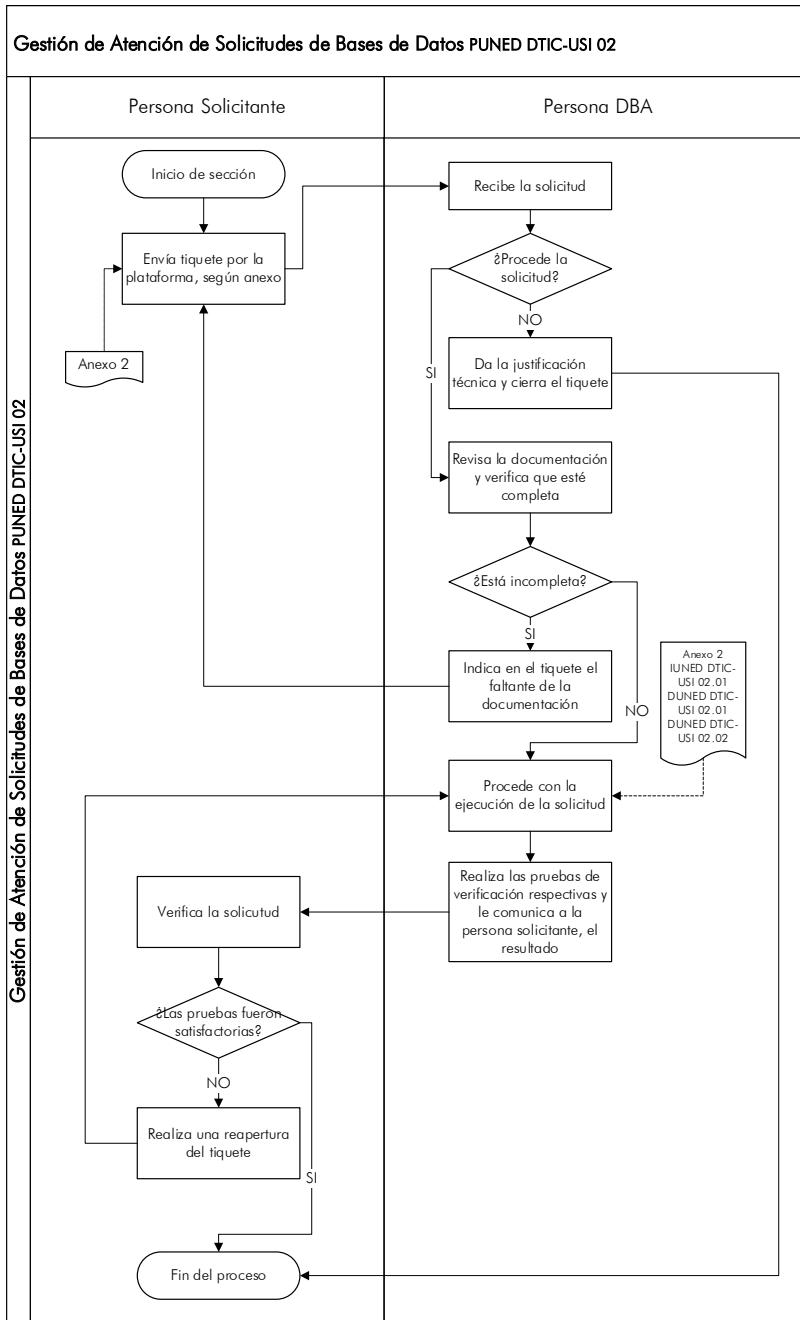 Gestión de Atención de Solicitudes de Bases de Datos PUNED DTIC-USI 02
Gestión de Atención de Solicitudes de Bases de Datos PUNED DTIC-USI 02
Persona Solicitante
Persona DBA
Inicio de sección
Envía tiquete por la
plataforma, según anexo
Anexo 2
Recibe la solicitud
¿Procede la
solicitud?
NO
SI
Da la justificación
técnica y cierra el tiquete
Revisa la documentación
y verifica que esté
completa
¿Está incompleta?
SI
NO
Indica en el tiquete el
faltante de la
documentación
Anexo 2
IUNED DTIC-
USI 02.01
DUNED DTIC-
USI 02.01
DUNED DTIC-
USI 02.02
Procede con la
ejecución de la solicitud
Realiza las pruebas de
verificación respectivas y
le comunica a la
persona solicitante, el
resultado
Verifica la solicutud
¿Las pruebas fueron
satisfactorias?
NO
SI
Realiza una reapertura
del tiquete
Fin del proceso